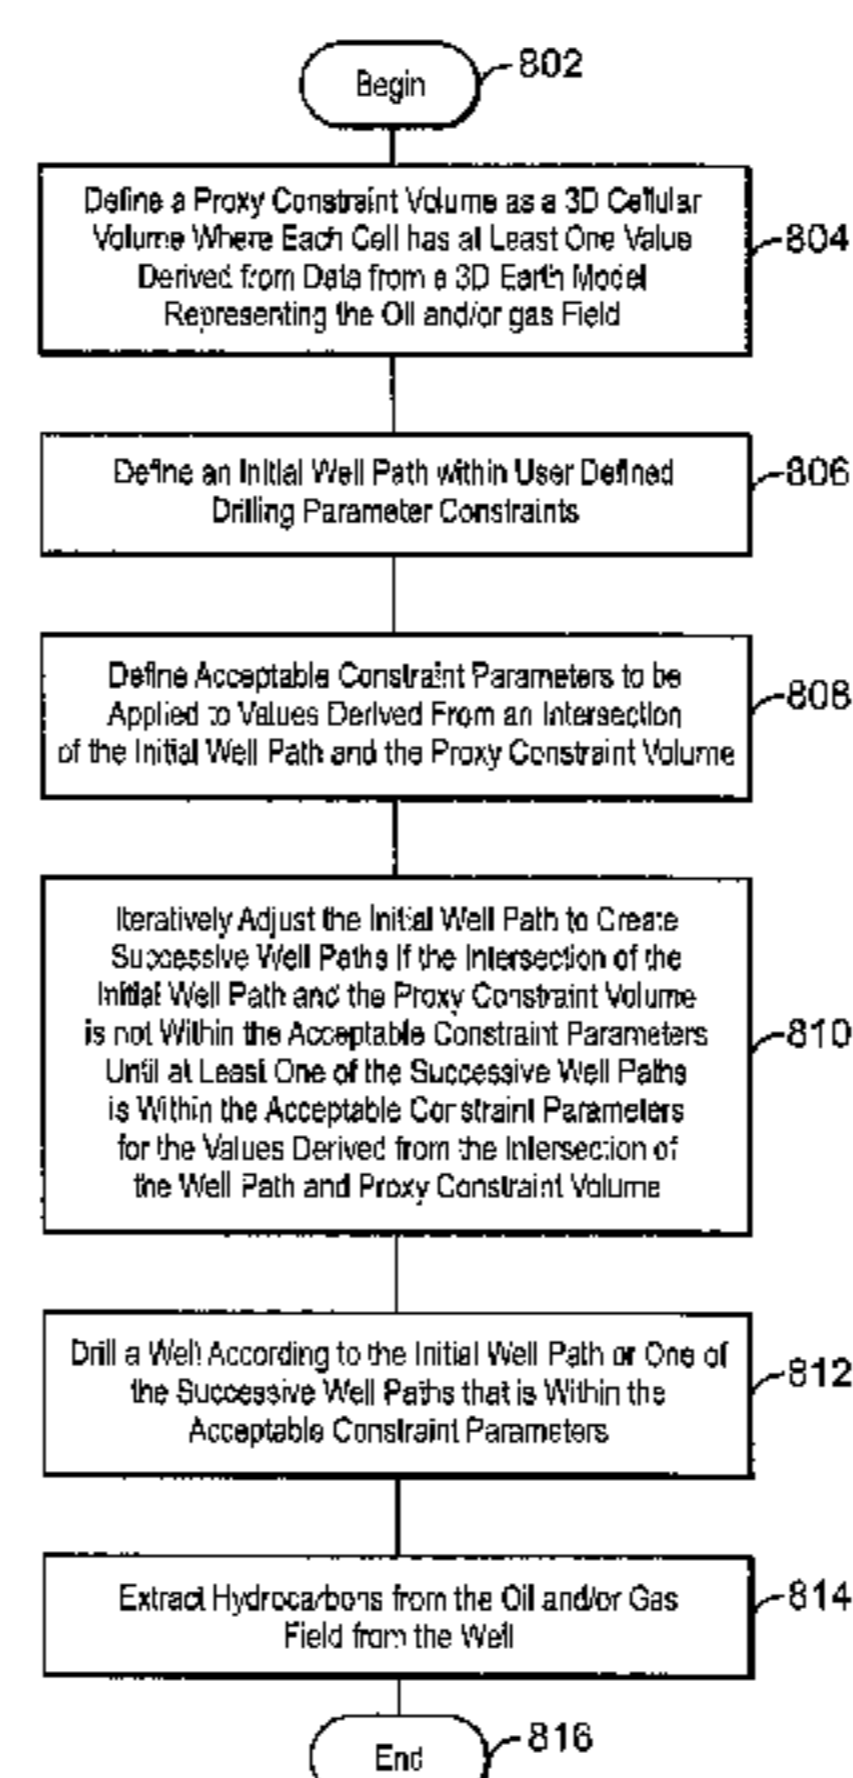 Begin
802
Define a Proxy Constraint Volume as a 3D Cellular
Volume Where Each Cell has at Least One Value
Derived from Data from a 3D Earth Model
Representing the Oil and/or gas Field
804
Define an Initial Well Path within User Defined
Drilling Parameter Constraints
806
Define Acceptable Constraint Parameters to be
Applied to Values Derived From an Intersection
of the Initial Well Path and the Proxy Constraint Volume
808
Iteratively Adjust the Initial Well Path to Create
Successive Well Paths If the Intersection of the
Initial Well Path and the Proxy Constraint Volume
is not Within the Acceptable Constraint Parameters
Until at Least One of the Successive Well Paths
is Within the Acceptable Constraint Parameters
for the Values Derived from the Intersection of
the Well Path and Proxy Constraint Volume
810
Drill a Well According to the Initial Well Path or One of
the Successive Well Paths that is Within the
Acceptable Constraint Parameters
812
Extract Hydrocarbons from the Oil and/or Gas
Field from the Well
814
End
816